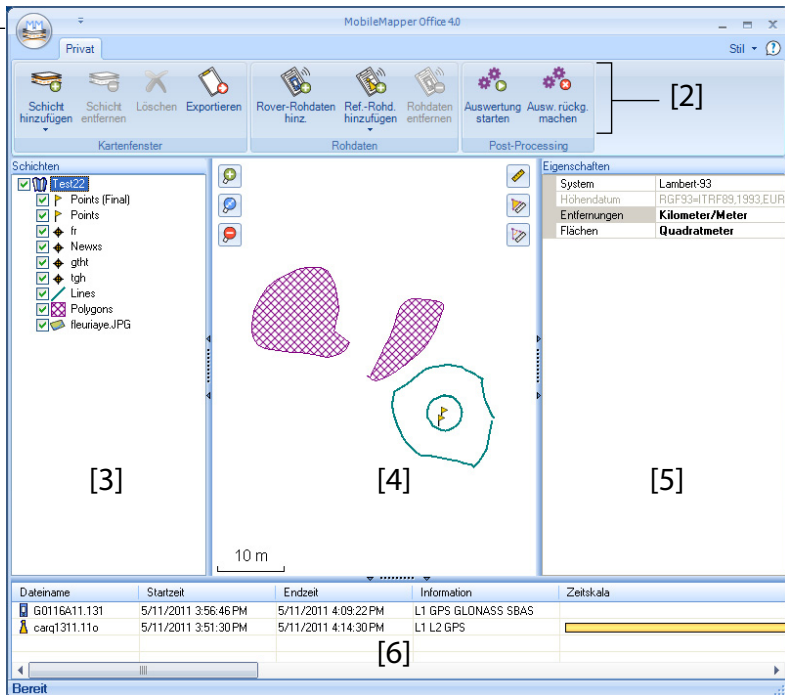 MobileMapper Office 4.0
MM
Privat
Stil
Schicht hinzufügen
Schicht entfernen
Löschen
Exportieren
Rover-Rohdaten hinz.
Ref.-Rohd. hinzufügen
Rohdaten entfernen
Auswertung starten
Ausw. rückg. machen
[2]
Kartenfenster
Rohdaten
Post-Processing
Schichten
Test22
Points (Final)
Points
fr
Newxs
gtht
tgh
Lines
Polygons
fleuriaye.JPG
[3]
[4]
10 m
Eigenschaften
System Lambert-93
Höhendatum RGF93=ITRF89,1993,EUR
Entfernungen Kilometer/Meter
Flächen Quadratmeter
[5]
Dateiname Startzeit Endzeit Information Zeitskala
G0116A11.131 5/11/2011 3:56:46 PM 5/11/2011 4:09:22 PM L1 GPS GLONASS SBAS
carq1311.11o 5/11/2011 3:51:30 PM 5/11/2011 4:14:30 PM L1 L2 GPS
[6]
Bereit